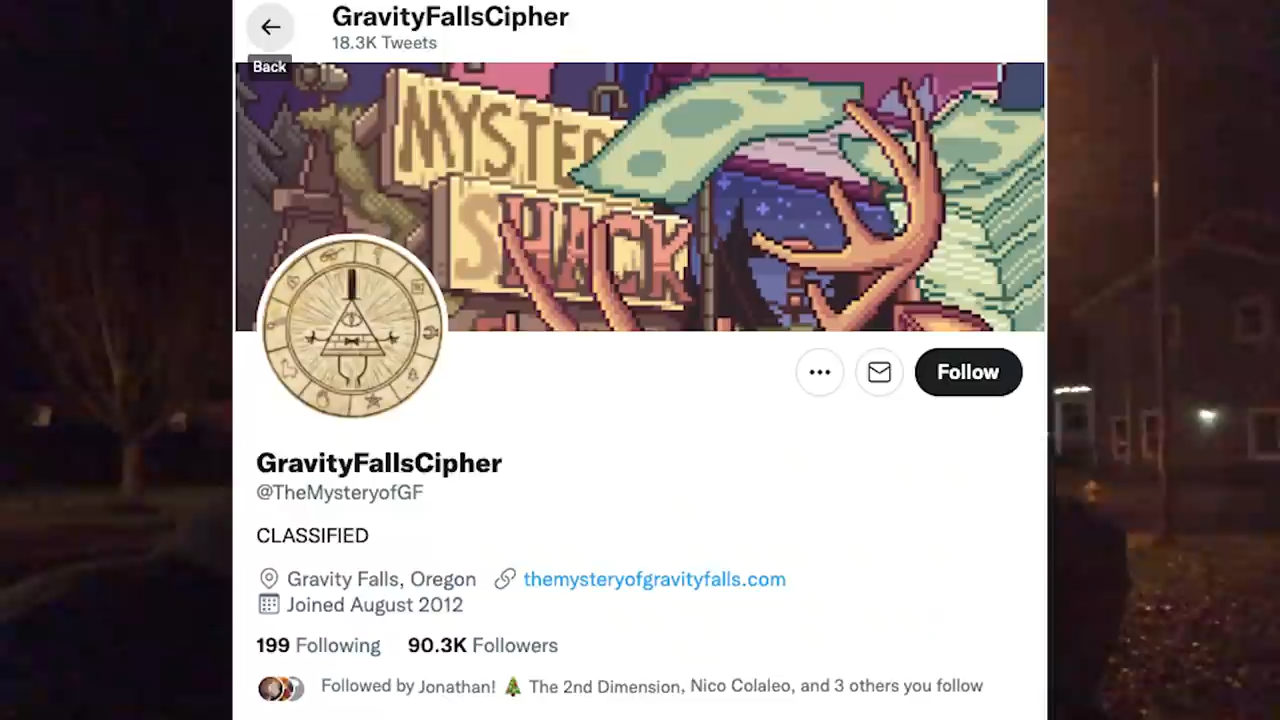 GravityFallsCipher
18.3K Tweets
Back
MYSTE
SHACK
Follow
GravityFallsCipher
@TheMysteryofGF
CLASSIFIED
Gravity Falls, Oregon themysteryofgravityfalls.com
Joined August 2012
199 Following 90.3K Followers
Followed by Jonathan! 🎄 The 2nd Dimension, Nico Colaleo, and 3 others you follow